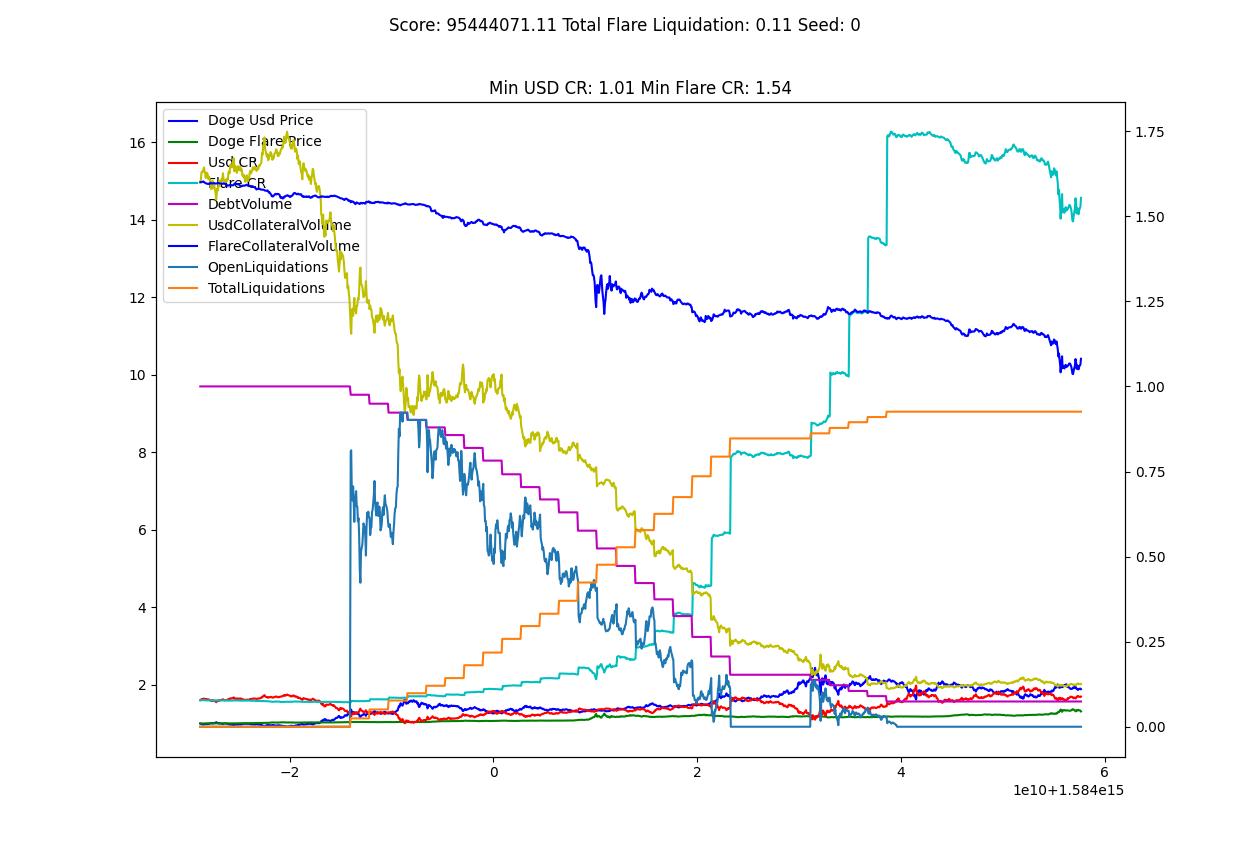 Score: 95444071.11 Total Flare Liquidation: 0.11 Seed: 0
Min USD CR: 1.01 Min Flare CR: 1.54
Doge Usd Price
Doge Flare Price
Usd CR
Flare CR
DebtVolume
UsdCollateralVolume
FlareCollateralVolume
OpenLiquidations
TotalLiquidations
16
14
12
10
8
6
4
2
1.75
1.50
1.25
1.00
0.75
0.50
0.25
0.00
−2 0 2 4 6
1e10+1.584e15